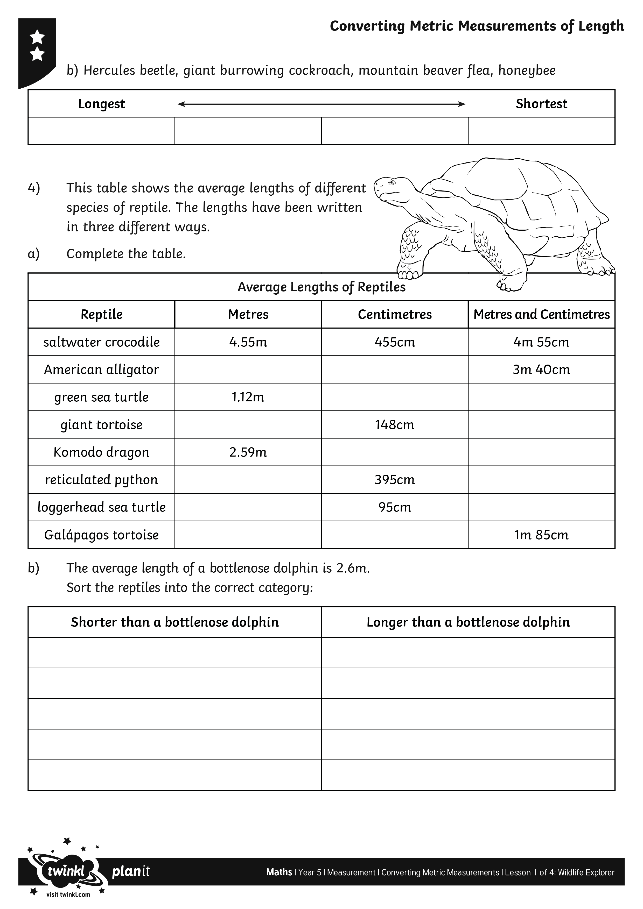 Converting Metric Measurements of Length
b) Hercules beetle, giant burrowing cockroach, mountain beaver flea, honeybee
Longest Shortest
4) This table shows the average lengths of different
species of reptile. The lengths have been written
in three different ways.
a) Complete the table.
Average Lengths of Reptiles
Reptile Metres Centimetres Metres and Centimetres
saltwater crocodile 4.55m 455cm 4m 55cm
American alligator 3m 40cm
green sea turtle 1.12m
giant tortoise 148cm
Komodo dragon 2.59m
reticulated python 395cm
loggerhead sea turtle 95cm
Galápagos tortoise 1m 85cm
b) The average length of a bottlenose dolphin is 2.6m.
Sort the reptiles into the correct category:
Shorter than a bottlenose dolphin Longer than a bottlenose dolphin
twinkl planit
visit twinkl.com
Maths | Year 5 | Measurement | Converting Metric Measurements | Lesson 1 of 4: Wildlife Explorer